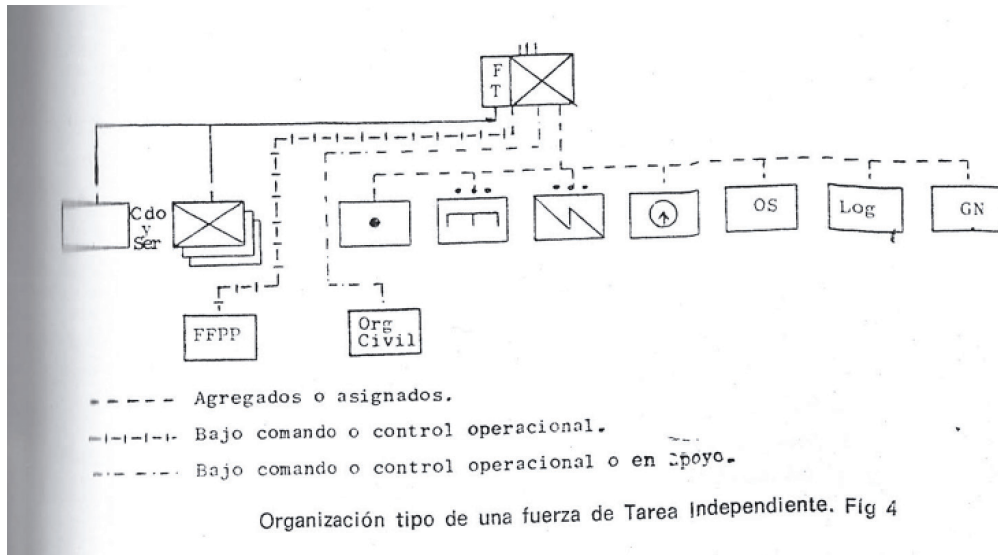 F
T
Cdo
y
Ser
OS
Log
GN
FFPP
Org
Civil
Agregados o asignados.
Bajo comando o control operacional.
Bajo comando o control operacional o en apoyo.
Organización tipo de una fuerza de Tarea Independiente. Fig 4